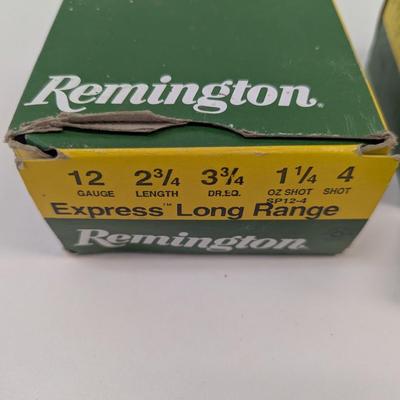 Remington®
12 2¾ 3¾ 1¼ 4
GAUGE LENGTH DR.EQ. OZ SHOT SHOT
SP12-4
Express™ Long Range
Remington®